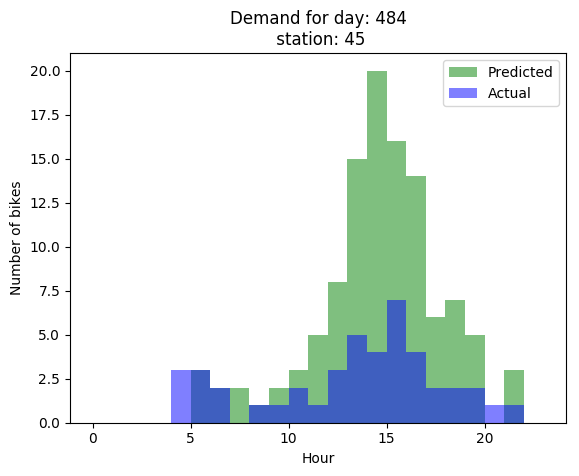 Demand for day: 484
station: 45
20.0
17.5
15.0
12.5
10.0
7.5
5.0
2.5
0.0
Number of bikes
Predicted
Actual
0 5 10 15 20
Hour